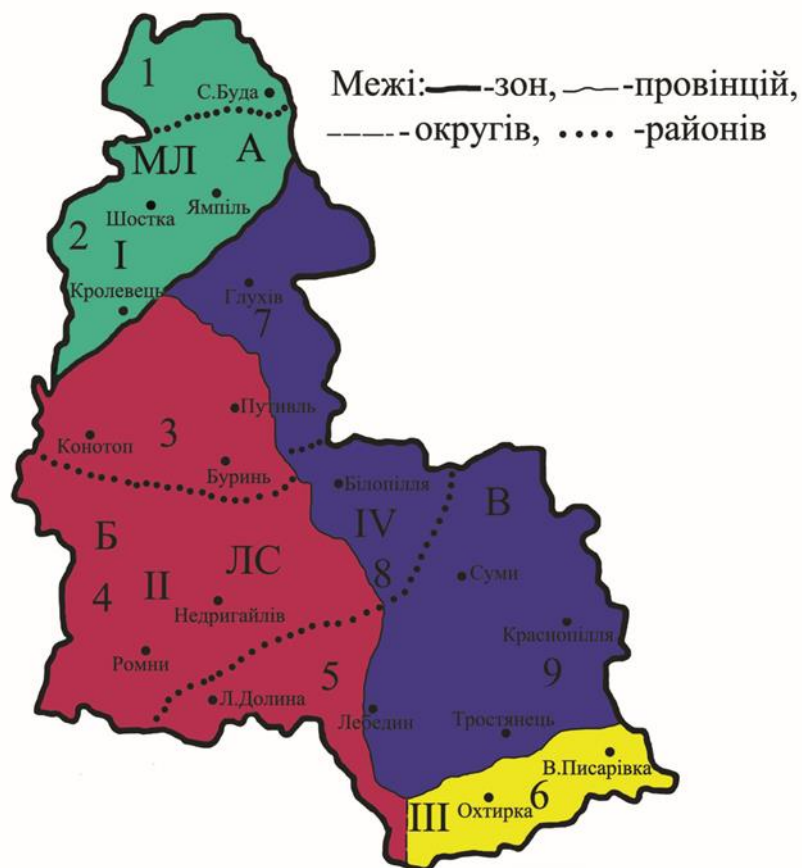 Межі: -зон, -провінцій,
- округів, -районів
1
С.Буда
МЛ А
Ямпіль
Шостка
2
І
Кролевець
Глухів
7
Путивль
3
Конотоп
Буринь
Білопілля
В
ІV
Б
ЛС
8
Суми
4 ІІ
Недригайлів
Краснопілля
Ромни
5
9
Л.Долина
Лебедин
Тростянець
В.Писарівка
6
Охтирка
ІІІ